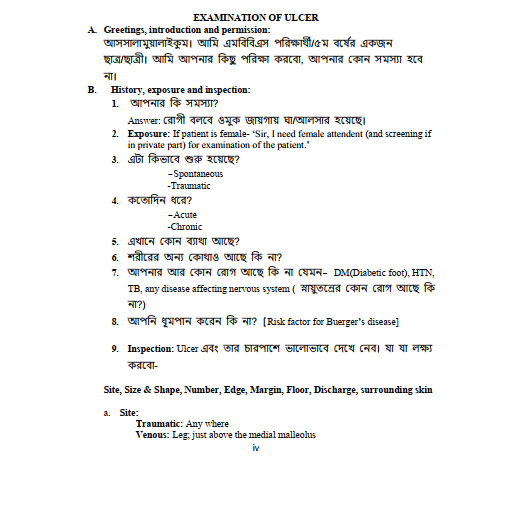 EXAMINATION OF ULCER
A. Greetings, introduction and permission:
আসসালামুয়ালাইকুম। আমি এমবিবিএস পরিক্ষার্থী/৫ম বর্ষের একজন
ছাত্র/ছাত্রী। আমি আপনার কিছু পরিক্ষা করবো, আপনার কোন সমস্যা হবে
না।
B. History, exposure and inspection:
1. আপনার কি সমস্যা?
Answer: রোগী বলবে ওমুক জায়গায় ঘা/আলসার হয়েছে।
2. Exposure: If patient is female- ‘Sir, I need female attendent (and screening if
in private part) for examination of the patient.’
3. এটা কিভাবে শুরু হয়েছে?
–Spontaneous
-Traumatic
4. কতোদিন ধরে?
–Acute
-Chronic
5. এখানে কোন ব্যাথা আছে?
6. শরীরের অন্য কোথাও আছে কি না?
7. আপনার আর কোন রোগ আছে কি না যেমন– DM(Diabetic foot), HTN,
TB, any disease affecting nervous system ( স্নায়ুতন্ত্রের কোন রোগ আছে কি
না?)
8. আপনি ধুমপান করেন কি না? [Risk factor for Buerger’s disease]
9. Inspection: Ulcer এবং তার চারপাশে ভালোভাবে দেখে নেব। যা যা লক্ষ্য
করবো-
Site, Size & Shape, Number, Edge, Margin, Floor, Discharge, surrounding skin
a. Site:
Traumatic: Any where
Venous: Leg; just above the medial malleolus
iv